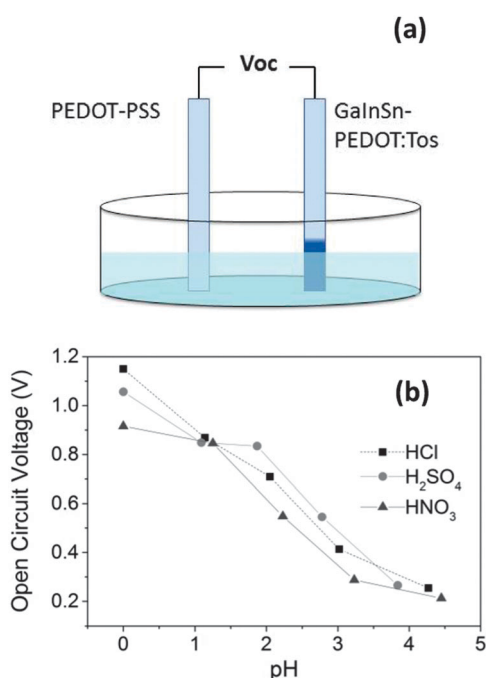 (a)
Voc
PEDOT-PSS
GaInSn-
PEDOT:Tos
(b)
Open Circuit Voltage (V)
1.2
1.0
0.8
0.6
0.4
0.2
HCl
H₂SO₄
HNO₃
0 1 2 3 4 5
pH